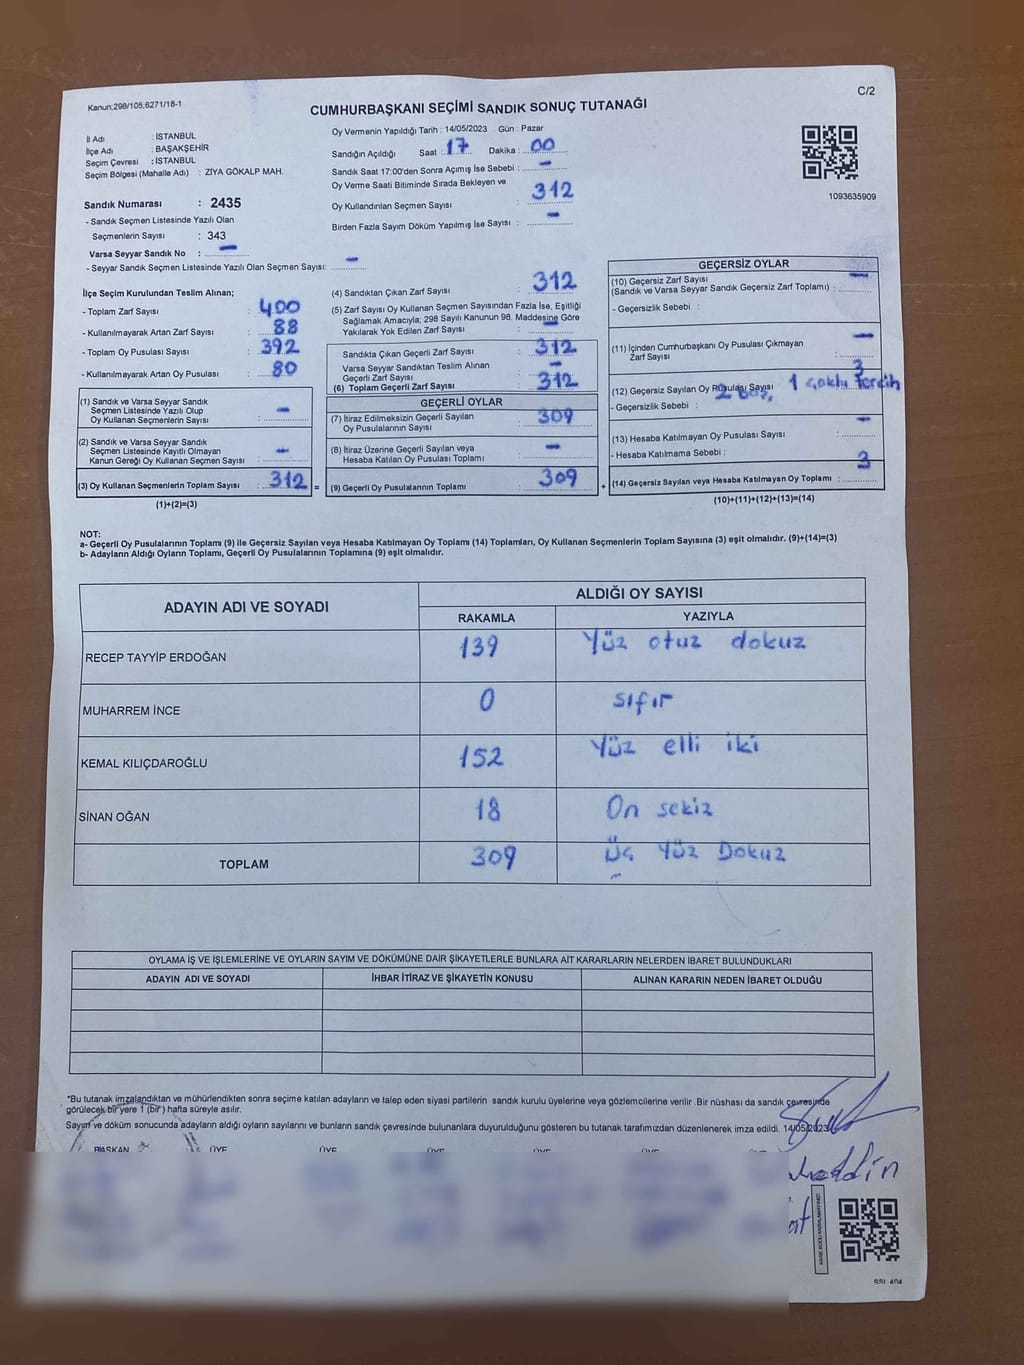 Kanun;298/105;6271/18-1
C/2
CUMHURBAŞKANI SEÇİMİ SANDIK SONUÇ TUTANAĞI
İl Adı : İSTANBUL
İlçe Adı : BAŞAKŞEHİR
Seçim Çevresi : İSTANBUL
Seçim Bölgesi (Mahalle Adı) : ZİYA GÖKALP MAH.
Sandık Numarası : 2435
- Sandık Seçmen Listesinde Yazılı Olan
Seçmenlerin Sayısı : 343
Varsa Seyyar Sandık No : —
- Seyyar Sandık Seçmen Listesinde Yazılı Olan Seçmen Sayısı: —
Oy Vermenin Yapıldığı Tarih : 14/05/2023 Gün : Pazar
Sandığın Açıldığı Saat : 17 Dakika : 00
Sandık Saat 17:00'den Sonra Açımış İse Sebebi : —
Oy Verme Saati Bitiminde Sırada Bekleyen ve
Oy Kullandırılan Seçmen Sayısı : 312
Birden Fazla Sayım Döküm Yapılmış İse Sayısı : —
1093635909
İlçe Seçim Kurulundan Teslim Alınan;
- Toplam Zarf Sayısı : 400
- Kullanılmayarak Artan Zarf Sayısı : 88
- Toplam Oy Pusulası Sayısı : 392
- Kullanılmayarak Artan Oy Pusulası : 80
(1) Sandık ve Varsa Seyyar Sandık
Seçmen Listesinde Yazılı Olup
Oy Kullanan Seçmenlerin Sayısı : —
(2) Sandık ve Varsa Seyyar Sandık
Seçmen Listesinde Kayıtlı Olmayan
Kanun Gereği Oy Kullanan Seçmen Sayısı : —
(3) Oy Kullanan Seçmenlerin Toplam Sayısı : 312 =
(1)+(2)=(3)
(4) Sandıktan Çıkan Zarf Sayısı : 312
(5) Zarf Sayısı Oy Kullanan Seçmen Sayısından Fazla İse, Eşitliği
Sağlamak Amacıyla; 298 Sayılı Kanunun 98. Maddesine Göre
Yakılarak Yok Edilen Zarf Sayısı : —
Sandıkta Çıkan Geçerli Zarf Sayısı : 312
Varsa Seyyar Sandıktan Teslim Alınan
Geçerli Zarf Sayısı : —
(6) Toplam Geçerli Zarf Sayısı : 312
GEÇERLİ OYLAR
(7) İtiraz Edilmeksizin Geçerli Sayılan
Oy Pusulalarının Sayısı : 309
(8) İtiraz Üzerine Geçerli Sayılan veya
Hesaba Katılan Oy Pusulası Toplamı : —
(9) Geçerli Oy Pusulalarının Toplamı : 309 +
GEÇERSİZ OYLAR
(10) Geçersiz Zarf Sayısı
(Sandık ve Varsa Seyyar Sandık Geçersiz Zarf Toplamı) : —
- Geçersizlik Sebebi :
(11) İçinden Cumhurbaşkanı Oy Pusulası Çıkmayan
Zarf Sayısı : —
(12) Geçersiz Sayılan Oy Pusulası Sayısı : 3
- Geçersizlik Sebebi : 2 1 çoklu tercih
(13) Hesaba Katılmayan Oy Pusulası Sayısı : —
- Hesaba Katılmama Sebebi :
(14) Geçersiz Sayılan veya Hesaba Katılmayan Oy Toplamı : 3
(10)+(11)+(12)+(13)=(14)
NOT:
a- Geçerli Oy Pusulalarının Toplamı (9) ile Geçersiz Sayılan veya Hesaba Katılmayan Oy Toplamı (14) Toplamları, Oy Kullanan Seçmenlerin Toplam Sayısına (3) eşit olmalıdır. (9)+(14)=(3)
b- Adayların Aldığı Oyların Toplamı, Geçerli Oy Pusulalarının Toplamına (9) eşit olmalıdır.
ADAYIN ADI VE SOYADI ALDIĞI OY SAYISI
RAKAMLA YAZIYLA
RECEP TAYYİP ERDOĞAN 139 Yüz otuz dokuz
MUHARREM İNCE 0 sıfır
KEMAL KILIÇDAROĞLU 152 Yüz elli iki
SİNAN OĞAN 18 On sekiz
TOPLAM 309 Üç Yüz Dokuz
OYLAMA İŞ VE İŞLEMLERİNE VE OYLARIN SAYIM VE DÖKÜMÜNE DAİR ŞİKAYETLERLE BUNLARA AİT KARARLARIN NELERDEN İBARET BULUNDUKLARI
ADAYIN ADI VE SOYADI İHBAR İTİRAZ VE ŞİKAYETİN KONUSU ALINAN KARARIN NEDEN İBARET OLDUĞU
*Bu tutanak imzalandıktan ve mühürlendikten sonra seçime katılan adayların ve talep eden siyasi partilerin sandık kurulu üyelerine veya gözlemcilerine verilir .Bir nüshası da sandık çevresinde
görülecek bir yere 1 (bir ) hafta süreyle asılır.
Sayım ve döküm sonucunda adayların aldığı oyların sayılarını ve bunların sandık çevresinde bulunanlara duyurulduğunu gösteren bu tutanak tarafımızdan düzenlenerek imza edildi. 14/05/2023
BAŞKAN ÜYE ÜYE ÜYE ÜYE ÜYE
KARE KODU KARALAMAYINIZ!